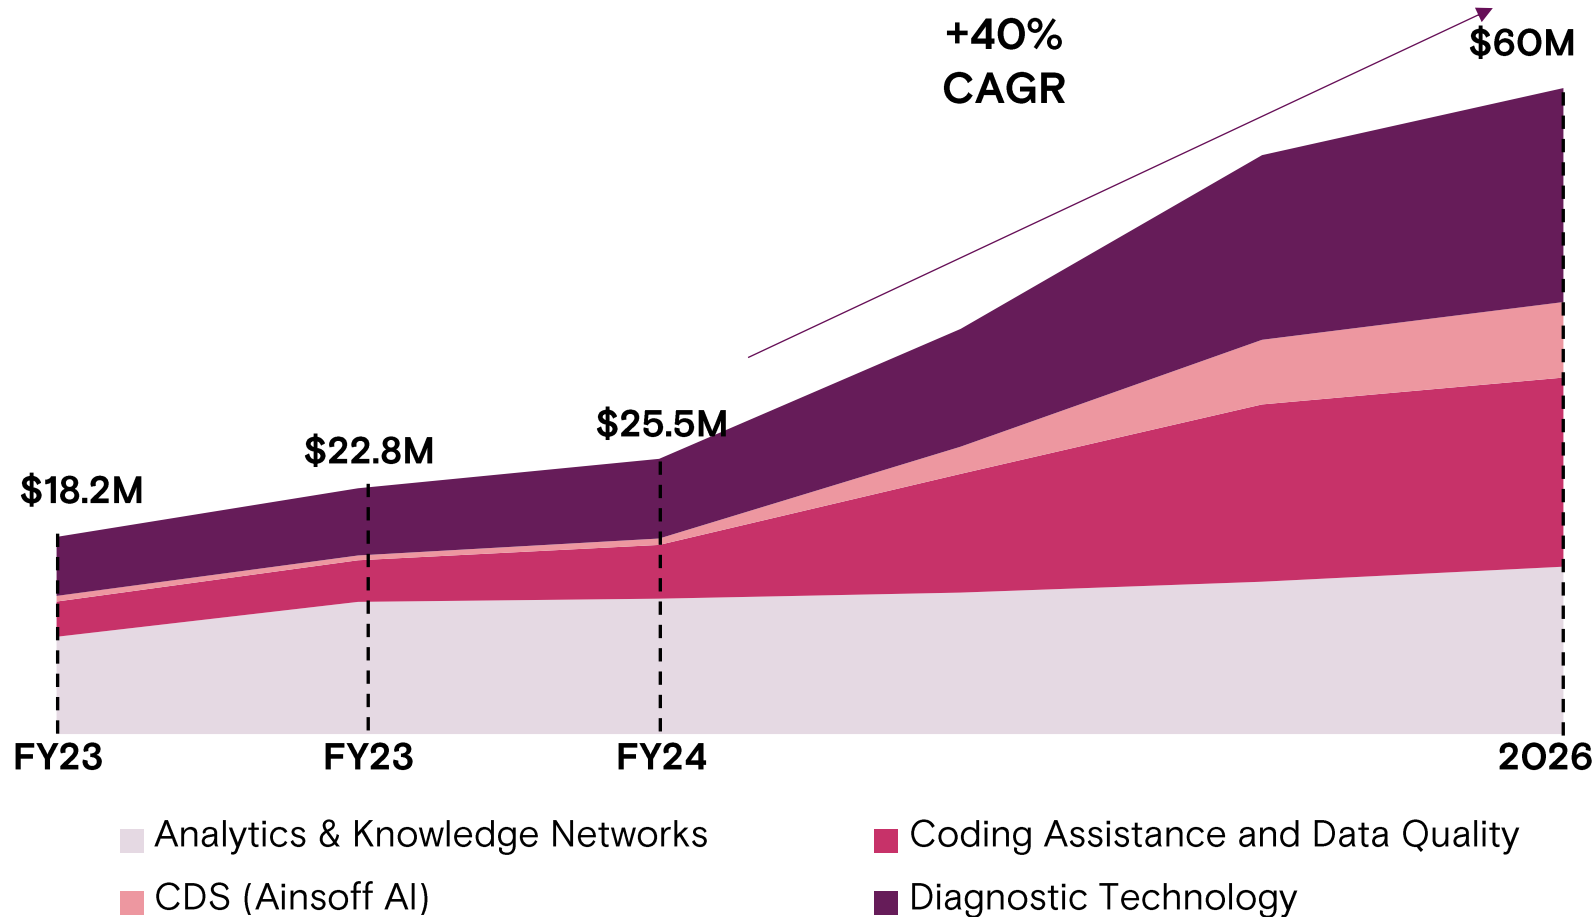 +40%
CAGR
$60M
$25.5M
$22.8M
$18.2M
FY23
FY23
FY24
2026
Analytics & Knowledge Networks
Coding Assistance and Data Quality
CDS (Ainsoff AI)
Diagnostic Technology